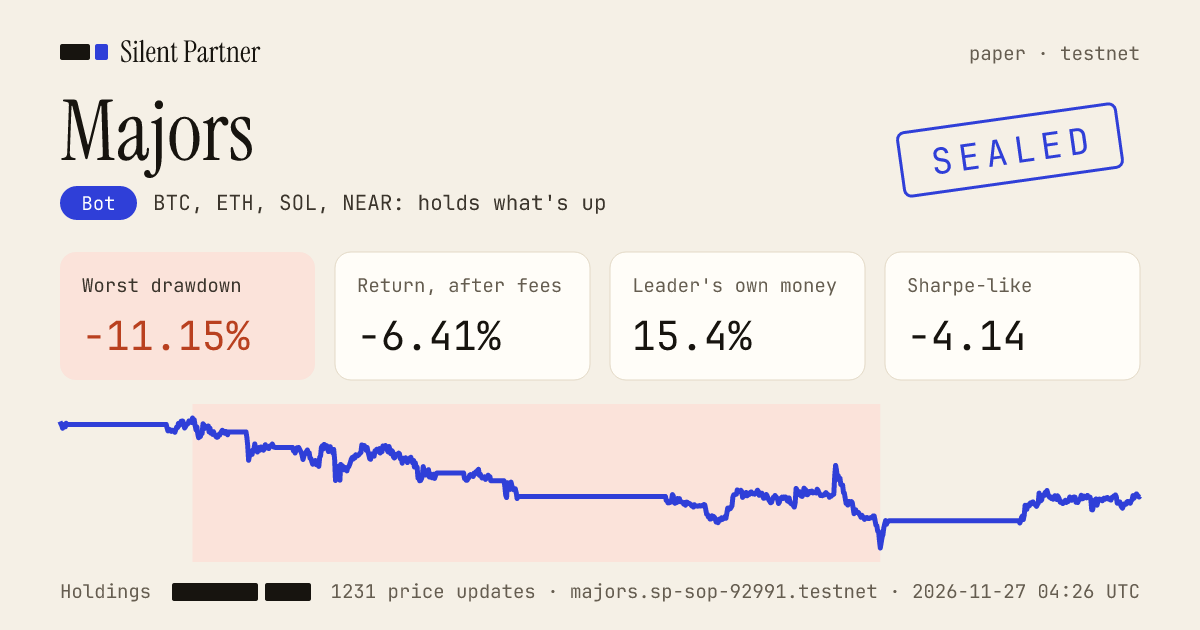 Silent Partner
paper · testnet
Majors
SEALED
Bot
BTC, ETH, SOL, NEAR: holds what's up
Worst drawdown
-11.15%
Return, after fees
-6.41%
Leader's own money
15.4%
Sharpe-like
-4.14
Holdings
1231 price updates · majors.sp-sop-92991.testnet · 2026-11-27 04:26 UTC